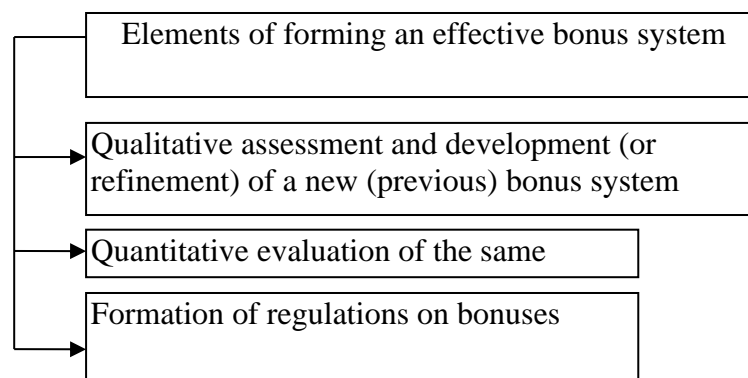 Elements of forming an effective bonus system
Qualitative assessment and development (or
refinement) of a new (previous) bonus system
Quantitative evaluation of the same
Formation of regulations on bonuses